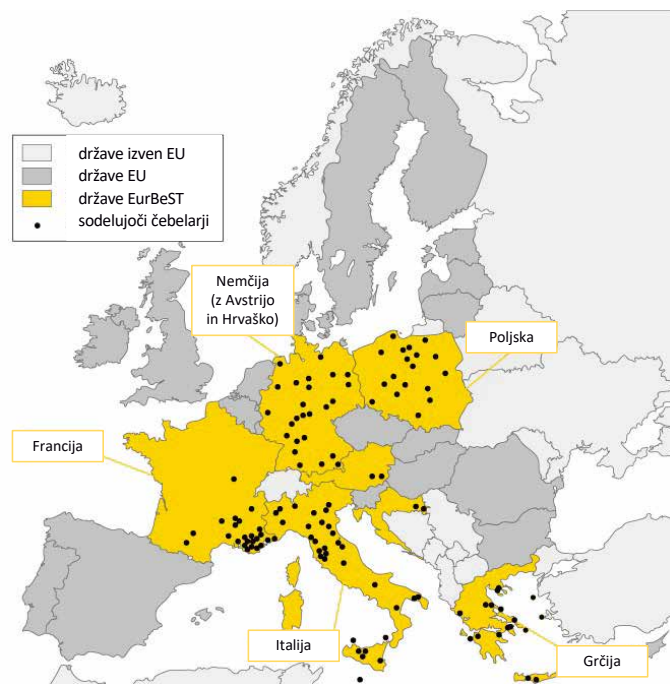 države izven EU
države EU
države EurBeST
sodelujoči čebelarji
Nemčija
(z Avstrijo
in Hrvaško)
Poljska
Francija
Italija
Grčija